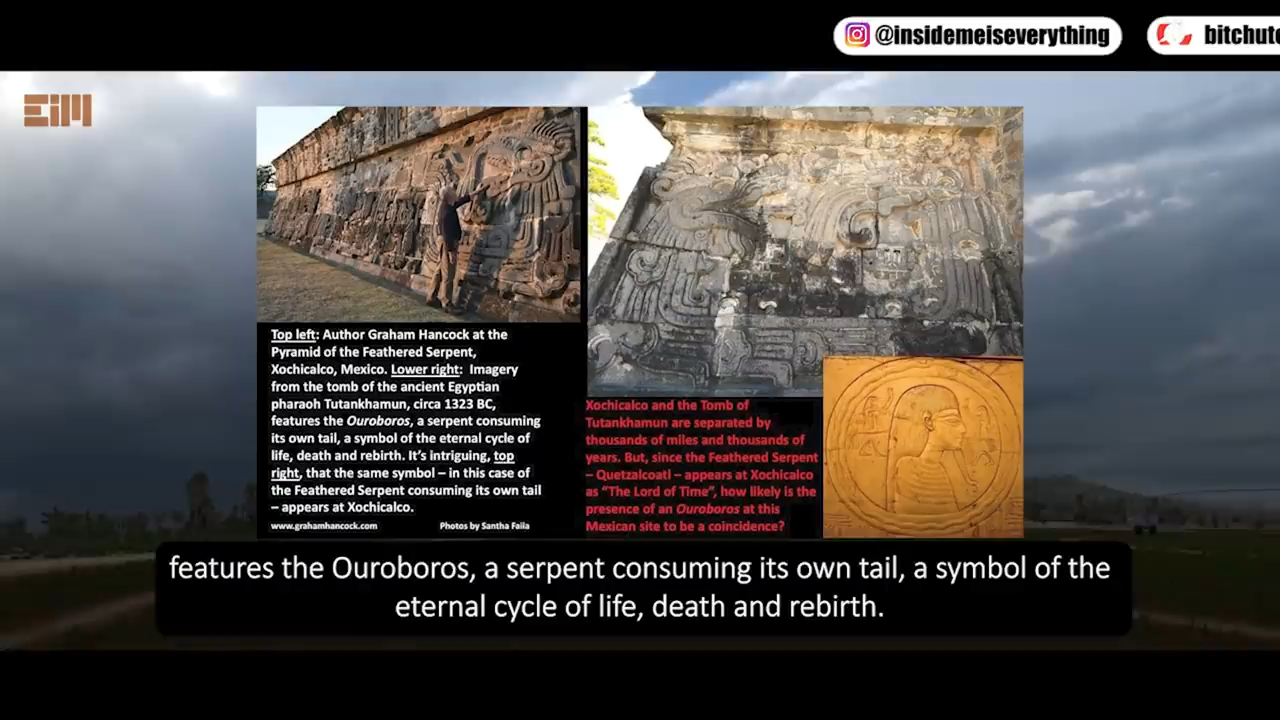 @insidemeiseverything
bitchute
EiM
Top left: Author Graham Hancock at the
Pyramid of the Feathered Serpent,
Xochicalco, Mexico. Lower right: Imagery
from the tomb of the ancient Egyptian
pharaoh Tutankhamun, circa 1323 BC,
features the Ouroboros, a serpent consuming
its own tail, a symbol of the eternal cycle of
life, death and rebirth. It's intriguing, top
right, that the same symbol – in this case of
the Feathered Serpent consuming its own tail
– appears at Xochicalco.
www.grahamhancock.com Photos by Santha Faiia
Xochicalco and the Tomb of
Tutankhamun are separated by
thousands of miles and thousands of
years. But, since the Feathered Serpent
– Quetzalcoatl – appears at Xochicalco
as "The Lord of Time", how likely is the
presence of an Ouroboros at this
Mexican site to be a coincidence?
features the Ouroboros, a serpent consuming its own tail, a symbol of the
eternal cycle of life, death and rebirth.